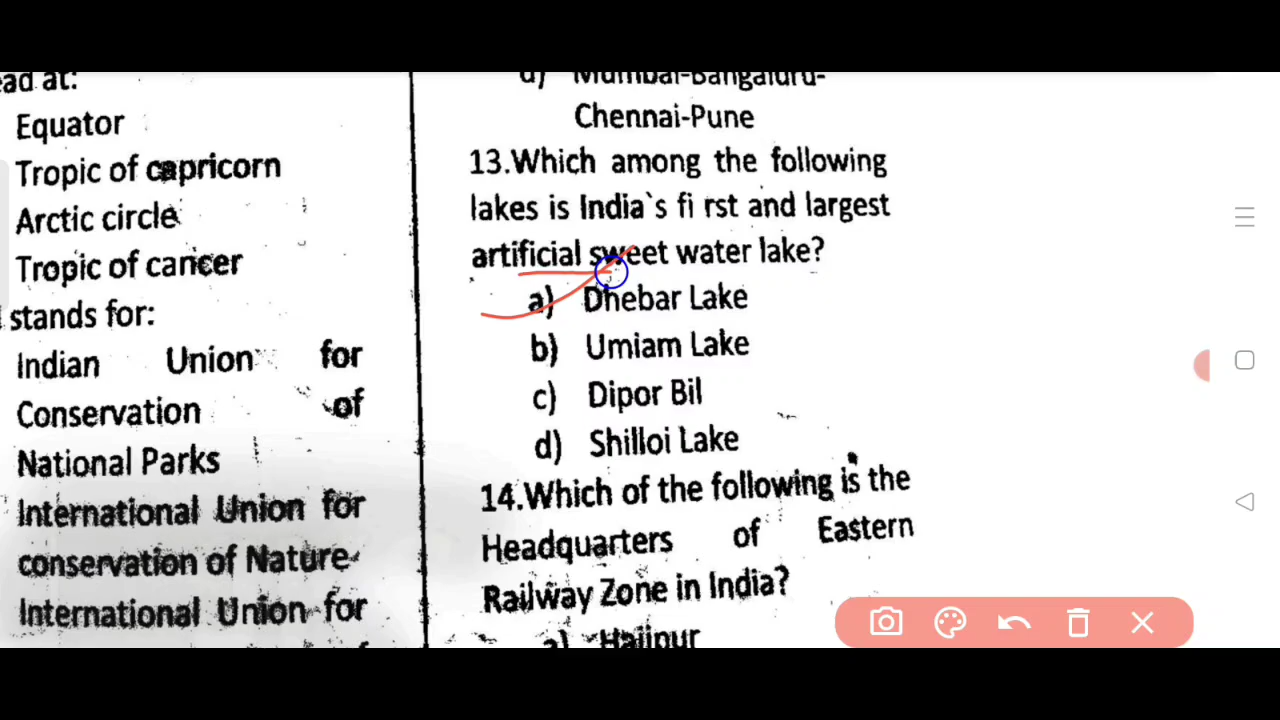 ead at:
Equator
Tropic of capricorn
Arctic circle
Tropic of cancer
stands for:
Indian Union for
Conservation of
National Parks
International Union for
conservation of Nature
International Union for
d) Mumbai-Bangaluru-
Chennai-Pune
13.Which among the following
lakes is India`s fi rst and largest
artificial sweet water lake?
a) Dhebar Lake
b) Umiam Lake
c) Dipor Bil
d) Shilloi Lake
14.Which of the following is the
Headquarters of Eastern
Railway Zone in India?
a) Hajipur